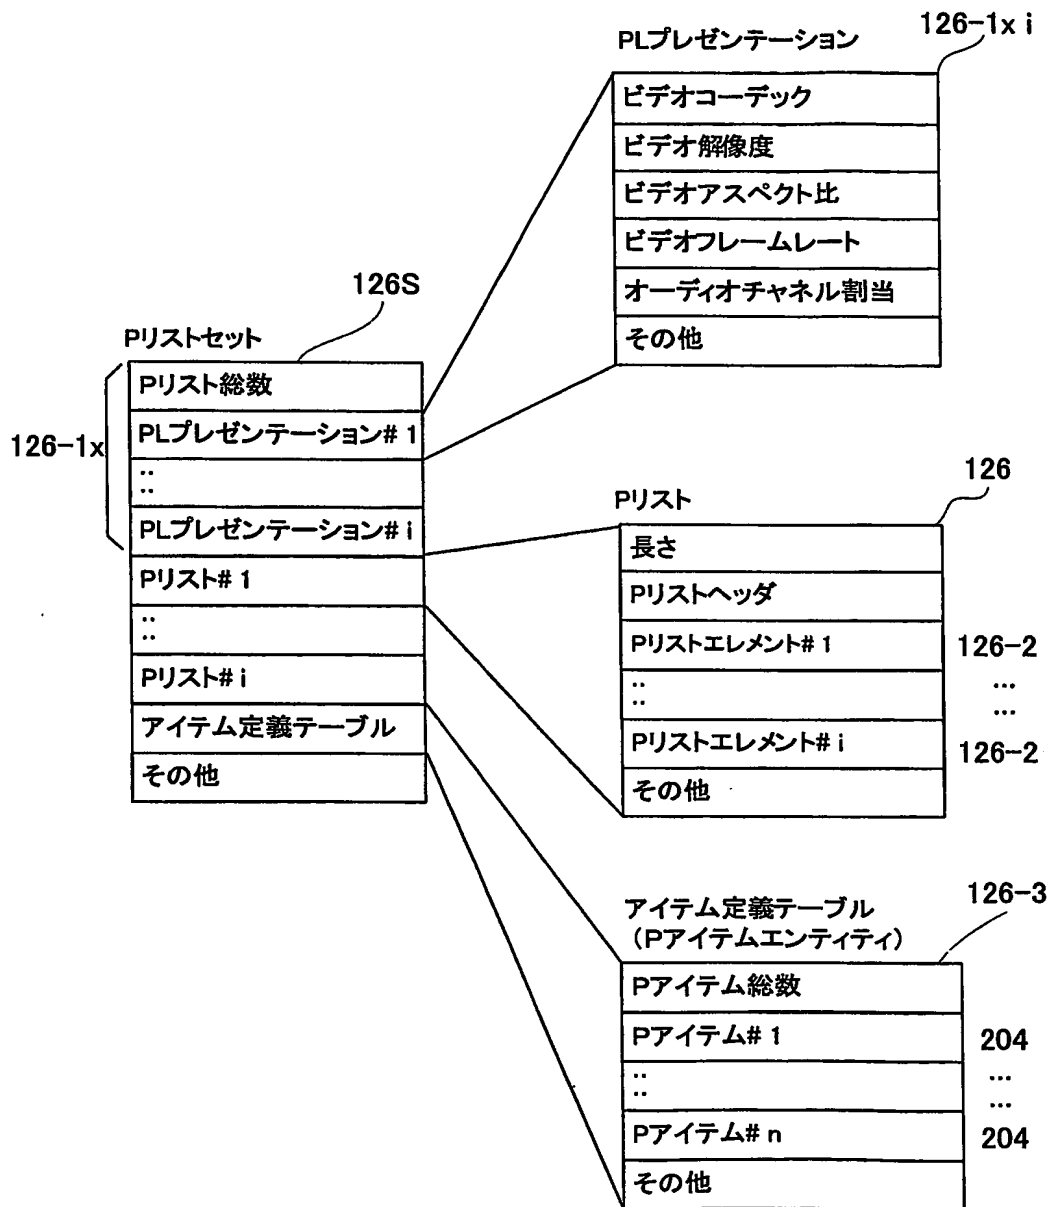 PLプレゼンテーション
126-1x i
ビデオコーデック
ビデオ解像度
ビデオアスペクト比
ビデオフレームレート
オーディオチャネル割当
その他
126S
Pリストセット
126-1x
Pリスト総数
PLプレゼンテーション# 1
::
PLプレゼンテーション# i
Pリスト# 1
::
Pリスト# i
アイテム定義テーブル
その他
Pリスト
126
長さ
Pリストヘッダ
Pリストエレメント# 1
126-2
::
...
...
Pリストエレメント# i
126-2
その他
アイテム定義テーブル
(Pアイテムエンティティ)
126-3
Pアイテム総数
Pアイテム# 1
204
::
...
...
Pアイテム# n
204
その他